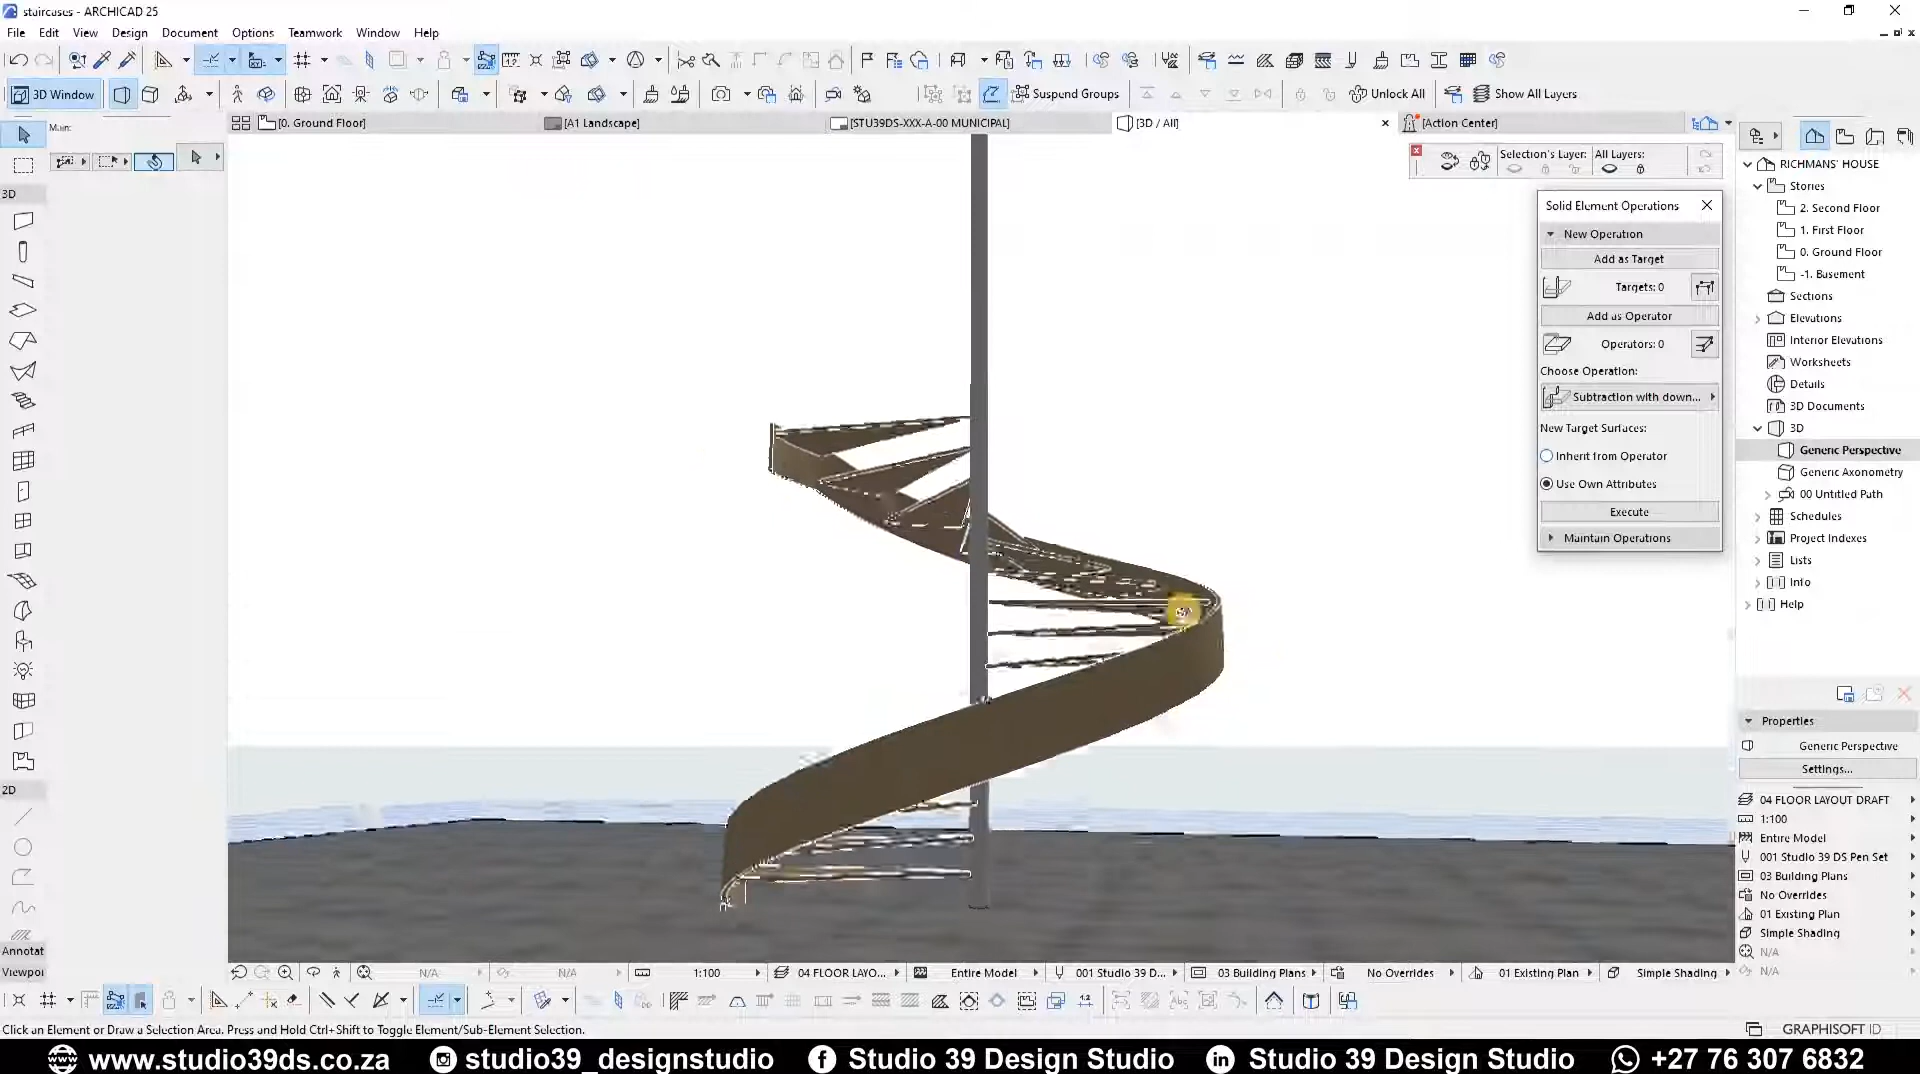 staircases - ARCHICAD 25
File Edit View Design Document Options Teamwork Window Help
3D Window
Suspend Groups
Unlock All
Show All Layers
Main:
[0. Ground Floor]
[A1 Landscape]
[STU39DS-XXX-A-00 MUNICIPAL]
[3D / All]
[Action Center]
Selection's Layer:
All Layers:
3D
2D
Annotat
Viewpoi
Solid Element Operations
New Operation
Add as Target
Targets: 0
Add as Operator
Operators: 0
Choose Operation:
Subtraction with down...
New Target Surfaces:
Inherit from Operator
Use Own Attributes
Execute
Maintain Operations
RICHMANS' HOUSE
Stories
2. Second Floor
1. First Floor
0. Ground Floor
-1. Basement
Sections
Elevations
Interior Elevations
Worksheets
Details
3D Documents
3D
Generic Perspective
Generic Axonometry
00 Untitled Path
Schedules
Project Indexes
Lists
Info
Help
Properties
Generic Perspective
Settings...
04 FLOOR LAYOUT DRAFT
1:100
Entire Model
001 Studio 39 DS Pen Set
03 Building Plans
No Overrides
01 Existing Plan
Simple Shading
N/A
N/A
N/A
N/A
1:100
04 FLOOR LAYO...
Entire Model
001 Studio 39 D...
03 Building Plans
No Overrides
01 Existing Plan
Simple Shading
Click an Element or Draw a Selection Area. Press and Hold Ctrl+Shift to Toggle Element/Sub-Element Selection.
GRAPHISOFT ID
www.studio39ds.co.za
studio39_designstudio
Studio 39 Design Studio
Studio 39 Design Studio
+27 76 307 6832